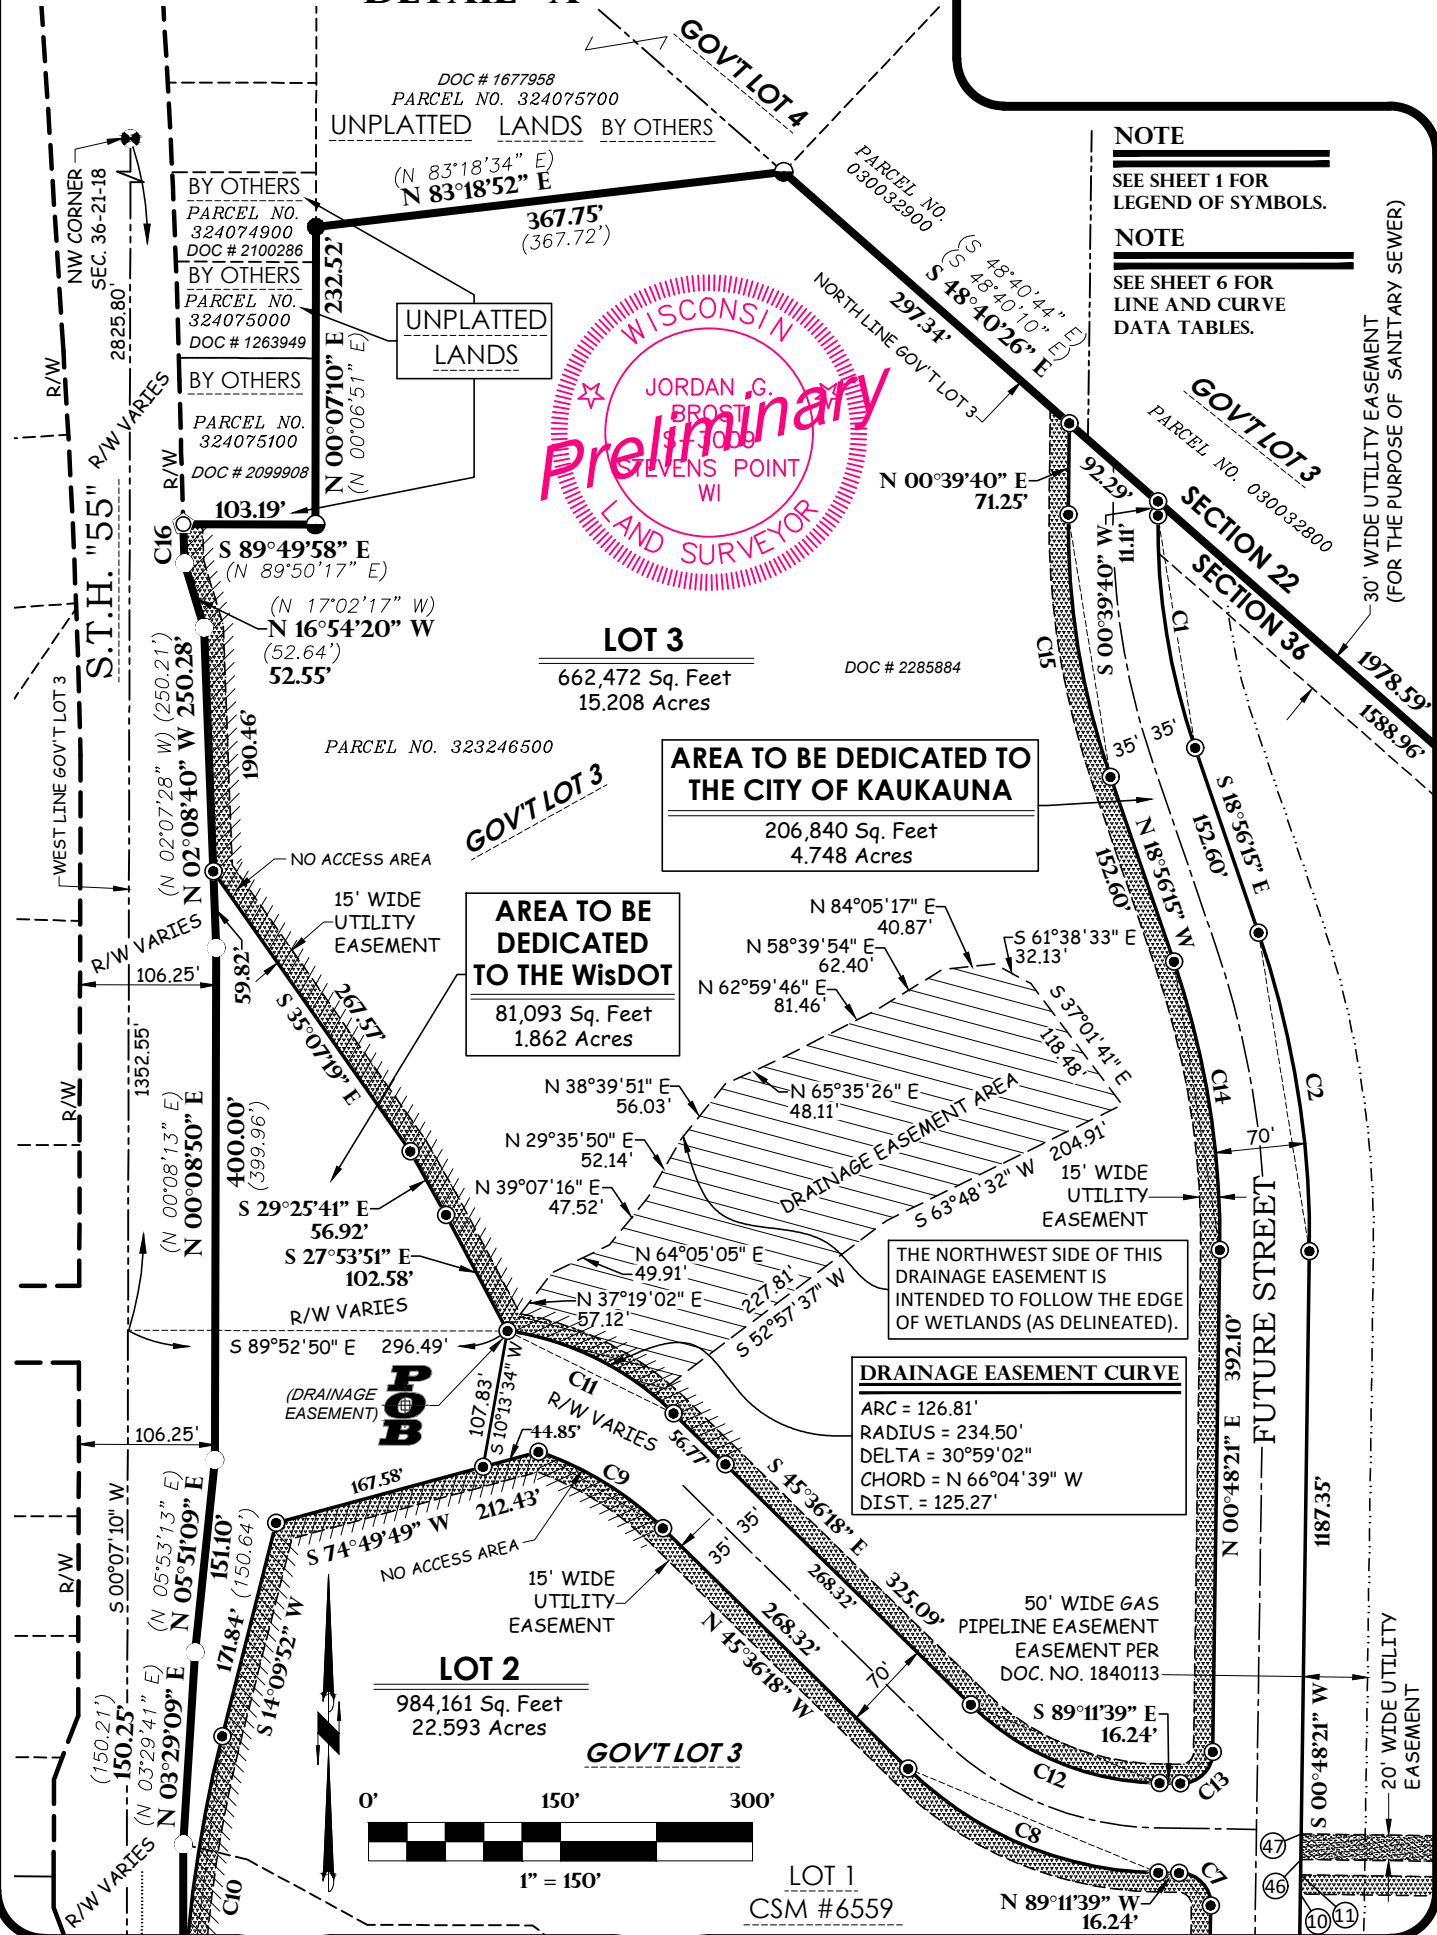 DETAIL "A"
DOC # 1677958
PARCEL NO. 324075700
UNPLATTED LANDS BY OTHERS
GOV'T LOT 4
NW CORNER
SEC. 36-21-18
2825.80'
BY OTHERS
PARCEL NO.
324074900
DOC # 2100286
BY OTHERS
PARCEL NO.
324075000
DOC # 1263949
BY OTHERS
PARCEL NO.
324075100
DOC # 2099908
(N 83°18'34" E)
N 83°18'52" E
367.75'
(367.72')
232.52'
N 00°07'10" E
(N 00°06'51" E)
UNPLATTED
LANDS
WISCONSIN
JORDAN G.
BROST
S-3009
STEVENS POINT
WI
LAND SURVEYOR
Preliminary
PARCEL NO.
030032900
(S 48°40'44" E)
(S 48°40'10" E)
S 48°40'26" E
297.34'
NORTH LINE GOV'T LOT 3
NOTE
SEE SHEET 1 FOR
LEGEND OF SYMBOLS.
NOTE
SEE SHEET 6 FOR
LINE AND CURVE
DATA TABLES.
30' WIDE UTILITY EASEMENT
(FOR THE PURPOSE OF SANITARY SEWER)
GOV'T LOT 3
PARCEL NO. 030032800
SECTION 22
SECTION 36
1978.59'
1588.96'
N 00°39'40" E
71.25'
92.29'
11.11'
S 00°39'40" W
C1
C15
R/W
R/W VARIES
R/W
S.T.H. "55"
103.19'
S 89°49'58" E
(N 89°50'17" E)
C16
(N 17°02'17" W)
N 16°54'20" W
(52.64')
52.55'
LOT 3
662,472 Sq. Feet
15.208 Acres
DOC # 2285884
PARCEL NO. 323246500
GOV'T LOT 3
WEST LINE GOV'T LOT 3
(N 02°07'28" W) (250.21')
N 02°08'40" W 250.28'
190.46'
AREA TO BE DEDICATED TO
THE CITY OF KAUKAUNA
206,840 Sq. Feet
4.748 Acres
35' 35'
S 18°56'15" E
152.60'
N 18°56'15" W
152.60'
NO ACCESS AREA
15' WIDE
UTILITY
EASEMENT
AREA TO BE
DEDICATED
TO THE WisDOT
81,093 Sq. Feet
1.862 Acres
R/W VARIES
106.25'
59.82'
S 35°07'19" E
267.57'
1352.55'
R/W
(N 00°08'13" E)
N 00°08'50" E
400.00'
(399.96')
N 84°05'17" E
40.87'
N 58°39'54" E
62.40'
N 62°59'46" E
81.46'
S 61°38'33" E
32.13'
S 37°01'41" E
118.48'
N 38°39'51" E
56.03'
N 65°35'26" E
48.11'
N 29°35'50" E
52.14'
N 39°07'16" E
47.52'
DRAINAGE EASEMENT AREA
S 63°48'32" W 204.91'
N 64°05'05" E
49.91'
N 37°19'02" E
57.12'
227.81'
S 52°57'37" W
C14
C2
70'
15' WIDE
UTILITY
EASEMENT
FUTURE STREET
S 29°25'41" E
56.92'
S 27°53'51" E
102.58'
R/W VARIES
S 89°52'50" E 296.49'
THE NORTHWEST SIDE OF THIS
DRAINAGE EASEMENT IS
INTENDED TO FOLLOW THE EDGE
OF WETLANDS (AS DELINEATED).
DRAINAGE EASEMENT CURVE
ARC = 126.81'
RADIUS = 234.50'
DELTA = 30°59'02"
CHORD = N 66°04'39" W
DIST. = 125.27'
(DRAINAGE
EASEMENT)
POB
107.83'
S 10°13'34" W
C11
R/W VARIES
56.77'
44.85'
C9
106.25'
S 00°07'10" W
R/W
(N 05°53'13" E)
N 05°51'09" E
151.10'
(150.64')
167.58'
S 74°49'49" W 212.43'
NO ACCESS AREA
15' WIDE
UTILITY
EASEMENT
35' 35'
S 45°36'18" E
325.09'
268.32'
268.32'
N 45°36'18" W
70'
392.10'
N 00°48'21" E
1187.35'
171.84'
S 14°09'52" W
(150.21')
150.25'
(N 03°29'41" E)
N 03°29'09" E
LOT 2
984,161 Sq. Feet
22.593 Acres
GOV'T LOT 3
N
50' WIDE GAS
PIPELINE EASEMENT
EASEMENT PER
DOC. NO. 1840113
S 89°11'39" E
16.24'
C12
C13
S 00°48'21" W
20' WIDE UTILITY
EASEMENT
0' 150' 300'
1" = 150'
C8
C7
N 89°11'39" W
16.24'
LOT 1
CSM #6559
R/W VARIES
C10
47
46
10
11